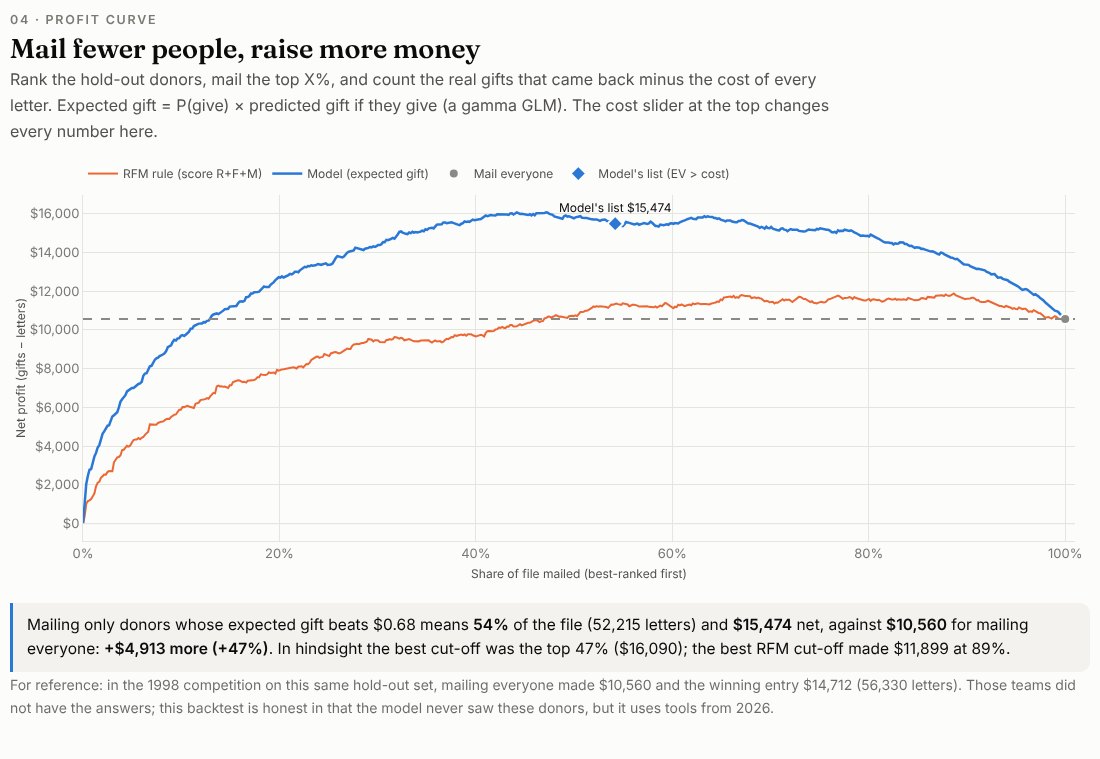 04 · PROFIT CURVE
Mail fewer people, raise more money
Rank the hold-out donors, mail the top X%, and count the real gifts that came back minus the cost of every
letter. Expected gift = P(give) × predicted gift if they give (a gamma GLM). The cost slider at the top changes
every number here.
RFM rule (score R+F+M) Model (expected gift) Mail everyone Model's list (EV > cost)
Model's list $15,474
$16,000
$14,000
$12,000
$10,000
$8,000
$6,000
$4,000
$2,000
$0
Net profit (gifts − letters)
0% 20% 40% 60% 80% 100%
Share of file mailed (best-ranked first)
Mailing only donors whose expected gift beats $0.68 means 54% of the file (52,215 letters) and $15,474 net, against $10,560 for mailing
everyone: +$4,913 more (+47%). In hindsight the best cut-off was the top 47% ($16,090); the best RFM cut-off made $11,899 at 89%.
For reference: in the 1998 competition on this same hold-out set, mailing everyone made $10,560 and the winning entry $14,712 (56,330 letters). Those teams did
not have the answers; this backtest is honest in that the model never saw these donors, but it uses tools from 2026.